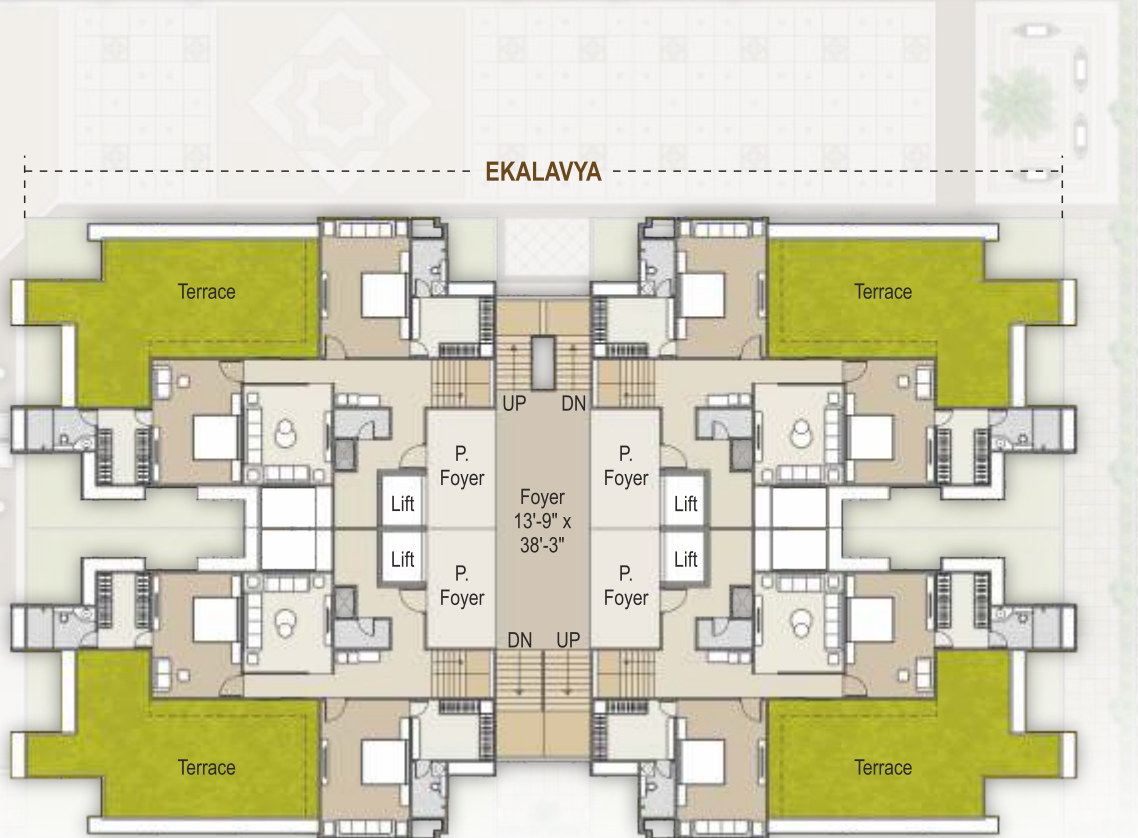 EKALAVYA
Terrace
Terrace
UP
DN
P.
Foyer
P.
Foyer
Lift
Foyer
13'-9" x
38'-3"
Lift
Lift
Lift
P.
Foyer
P.
Foyer
DN
UP
Terrace
Terrace